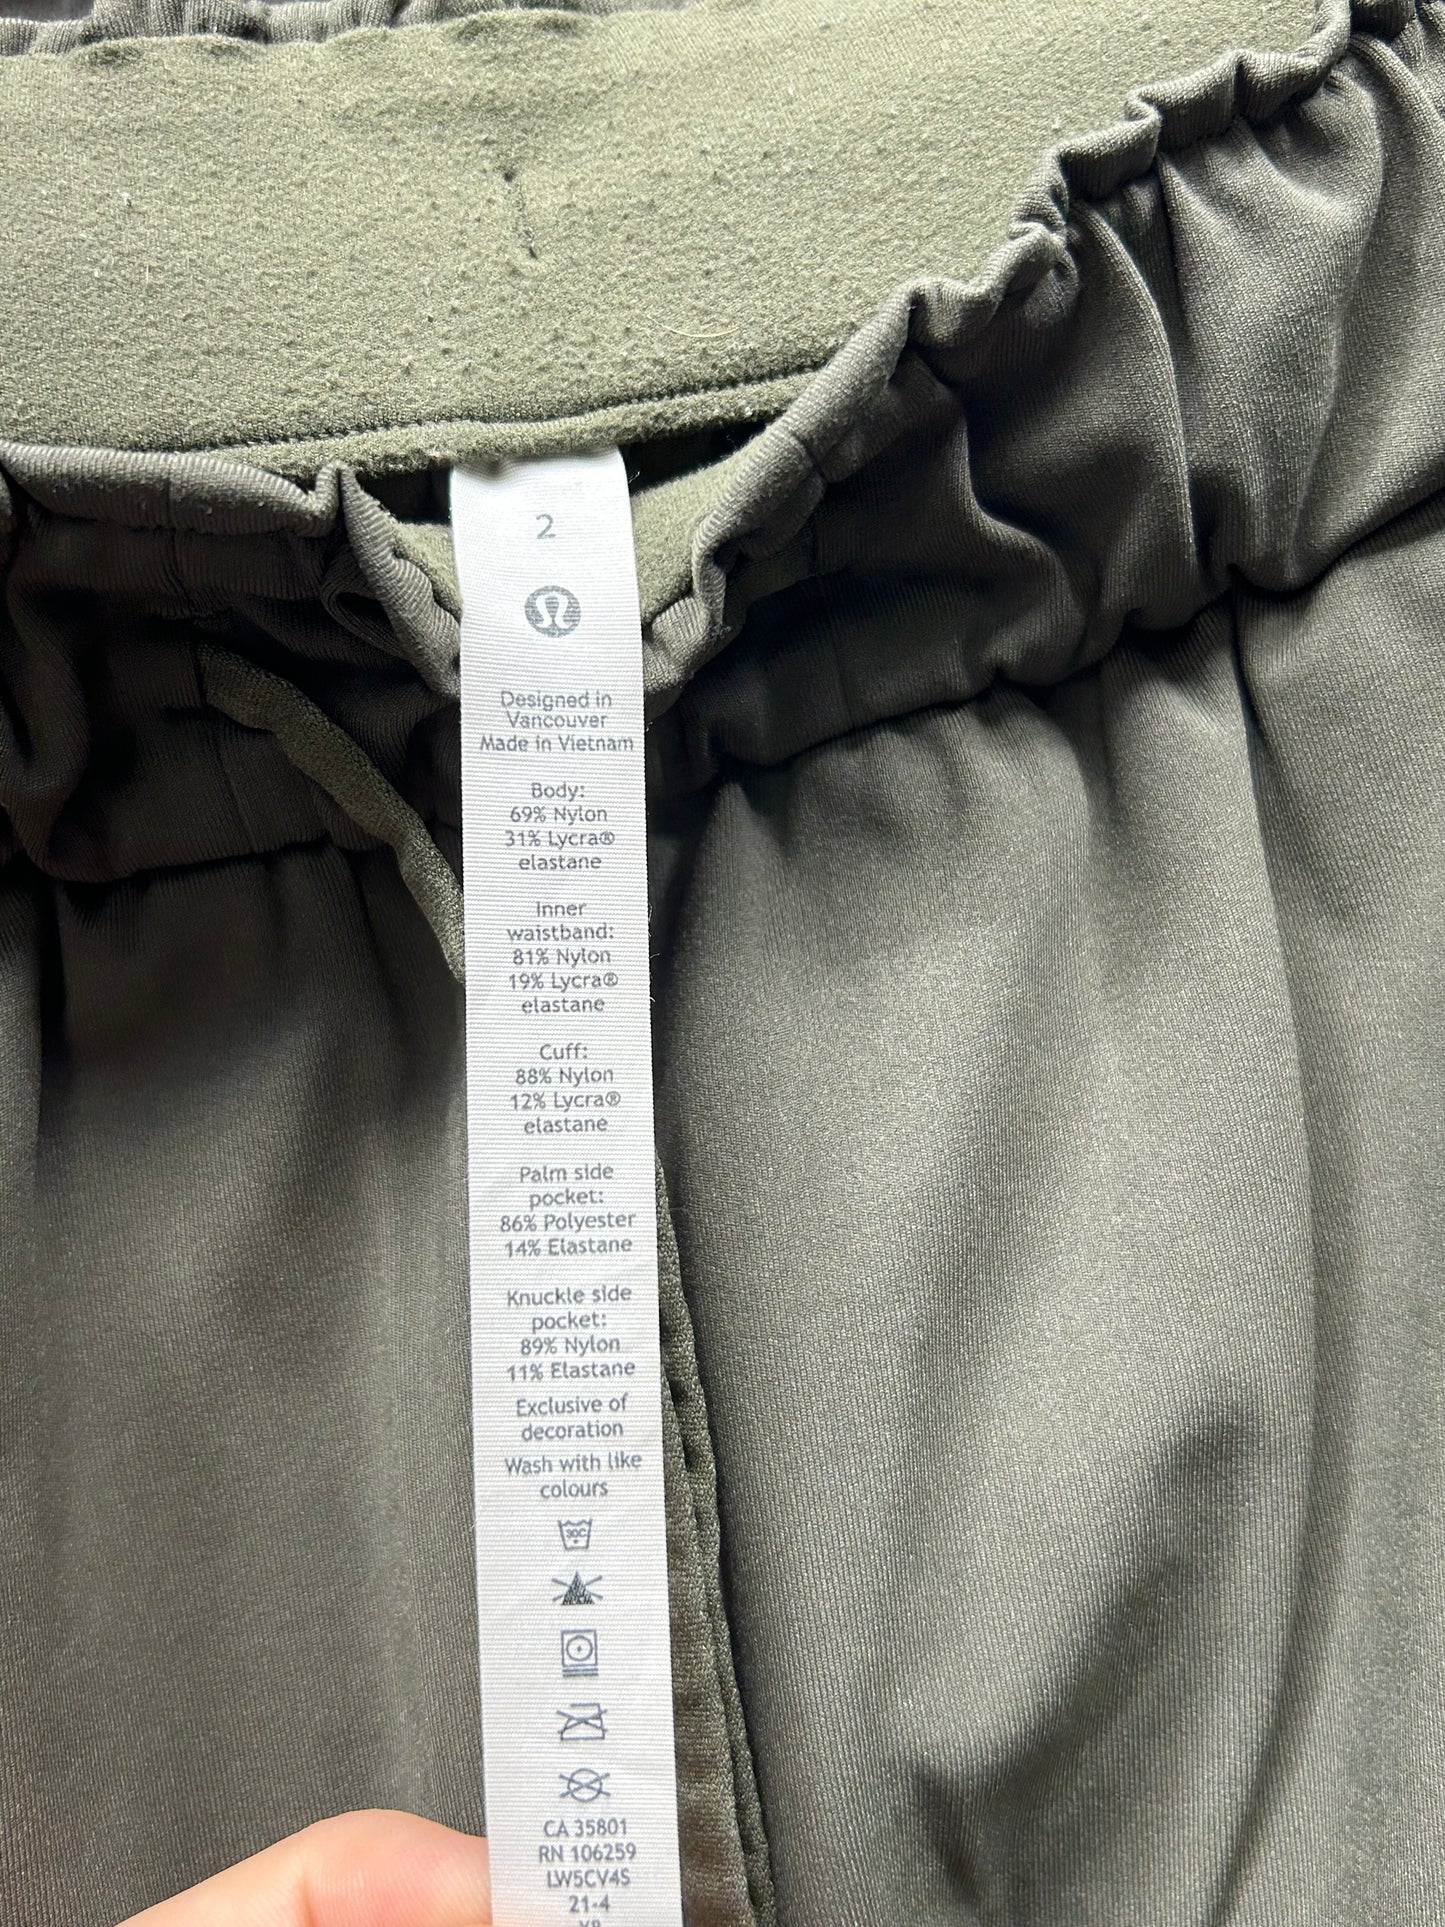 2
Designed in
Vancouver
Made in Vietnam
Body:
69% Nylon
31% Lycra®
elastane
Inner
waistband:
81% Nylon
19% Lycra®
elastane
Cuff:
88% Nylon
12% Lycra®
elastane
Palm side
pocket:
86% Polyester
14% Elastane
Knuckle side
pocket:
89% Nylon
11% Elastane
Exclusive of
decoration
Wash with like
colours
30C
CA 35801
RN 106259
LW5CV4S
21-4